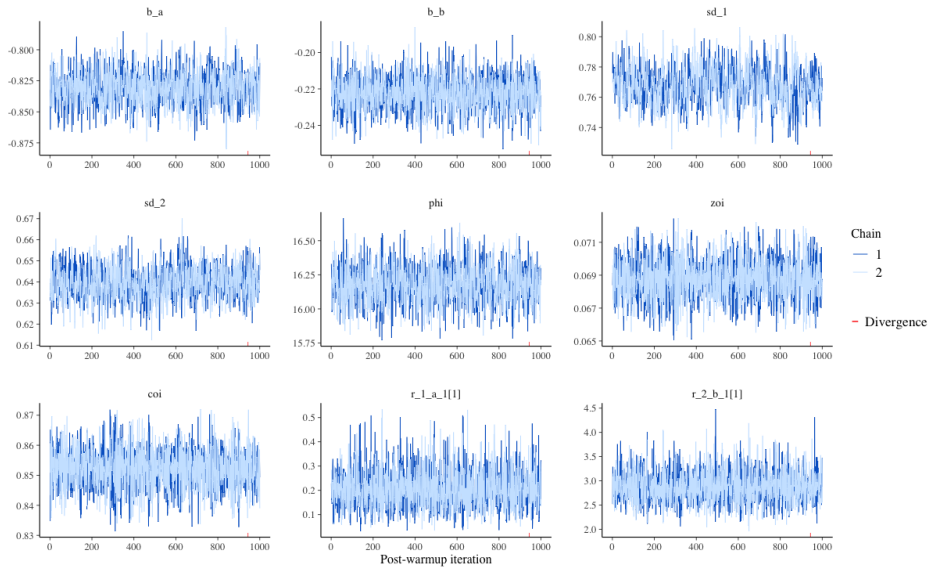 b_a
b_b
sd_1
-0.800
-0.825
-0.850
-0.875
0 200 400 600 800 1000
-0.20
-0.22
-0.24
0 200 400 600 800 1000
0.80
0.78
0.76
0.74
0 200 400 600 800 1000
sd_2
phi
zoi
0.67
0.66
0.65
0.64
0.63
0.62
0.61
0 200 400 600 800 1000
16.50
16.25
16.00
15.75
0 200 400 600 800 1000
0.071
0.069
0.067
0.065
0 200 400 600 800 1000
Chain
1
2
Divergence
coi
r_1_a_1[1]
r_2_b_1[1]
0.87
0.86
0.85
0.84
0.83
0 200 400 600 800 1000
0.5
0.4
0.3
0.2
0.1
0 200 400 600 800 1000
4.5
4.0
3.5
3.0
2.5
2.0
0 200 400 600 800 1000
Post-warmup iteration